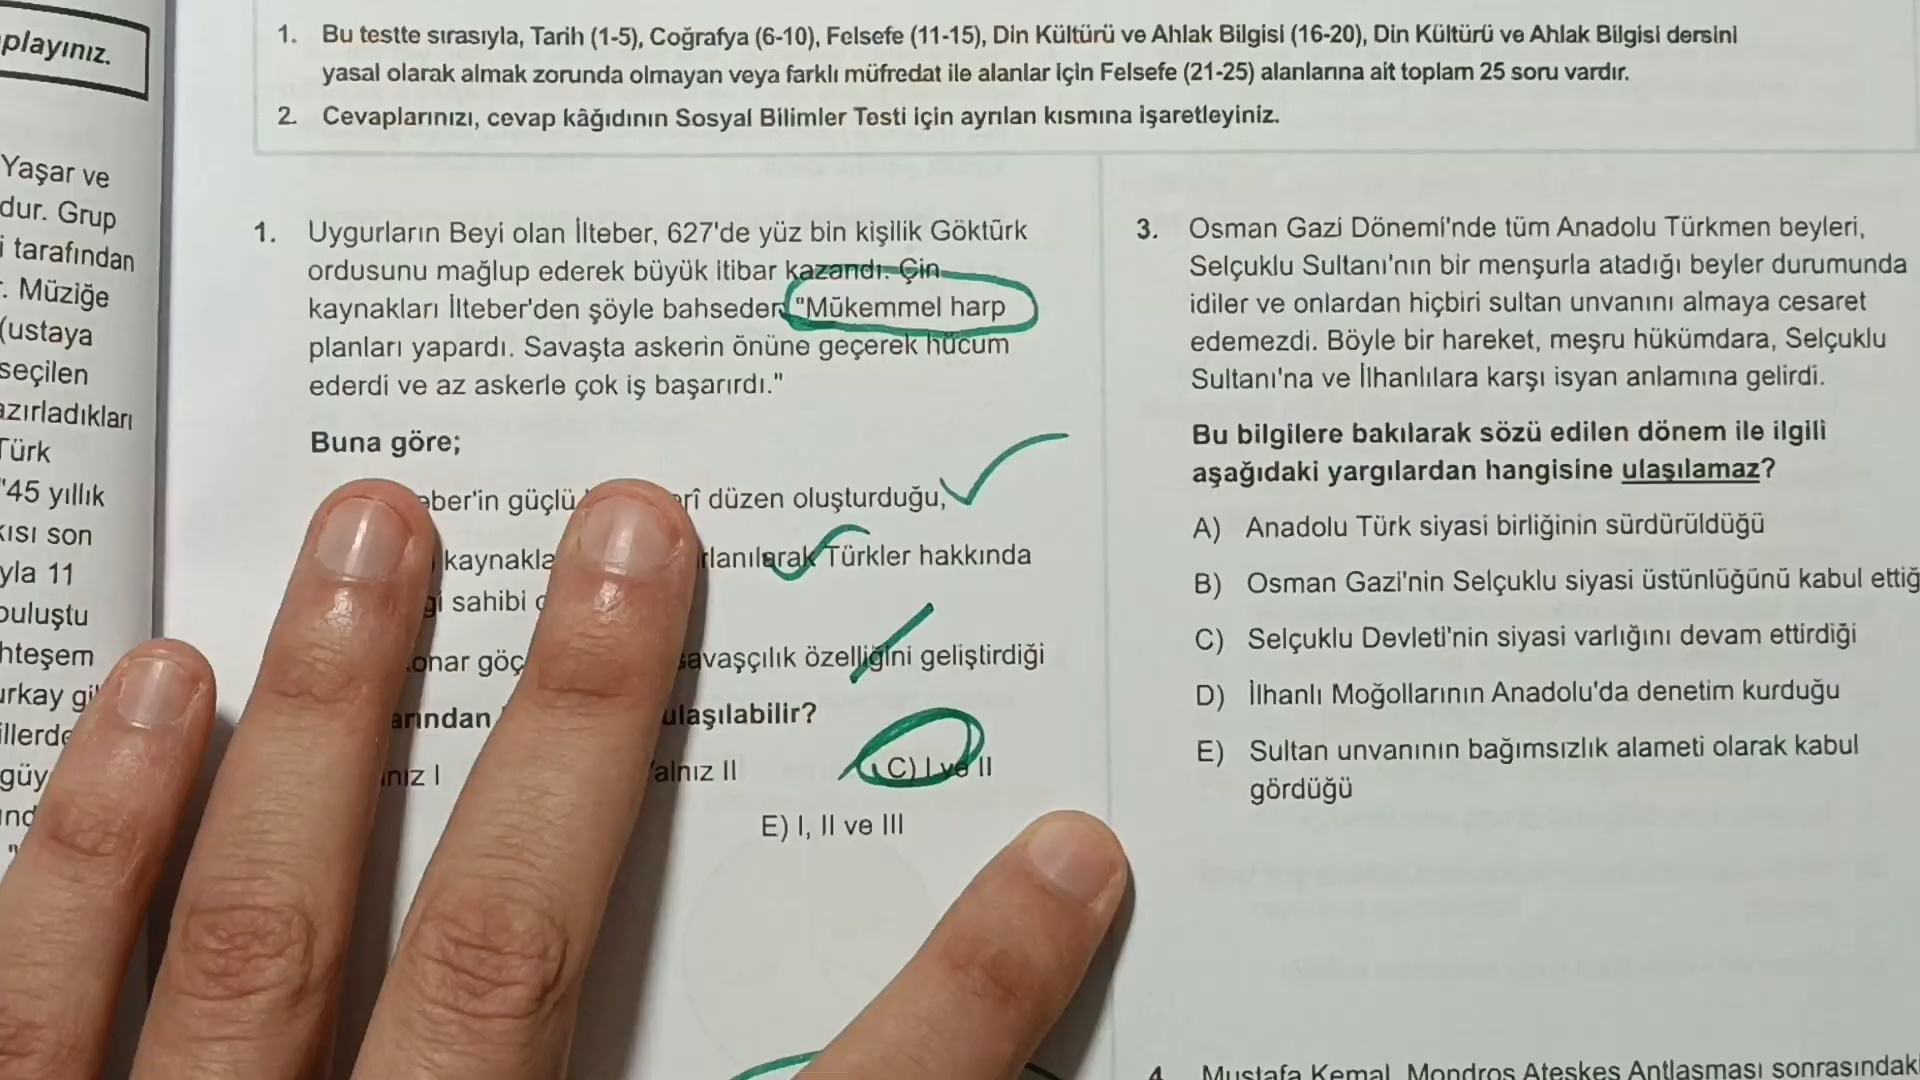 playınız.
Yaşar ve
dur. Grup
i tarafından
Müziğe
(ustaya
seçilen
azırladıkları
Türk
"45 yıllık
kısı son
yla 11
buluştu
hteşem
urkay
illerde
güy
1. Bu testte sırasıyla, Tarih (1-5), Coğrafya (6-10), Felsefe (11-15), Din Kültürü ve Ahlak Bilgisi (16-20), Din Kültürü ve Ahlak Bilgisi dersini
yasal olarak almak zorunda olmayan veya farklı müfredat ile alanlar için Felsefe (21-25) alanlarına ait toplam 25 soru vardır.
2. Cevaplarınızı, cevap kâğıdının Sosyal Bilimler Testi için ayrılan kısmına işaretleyiniz.
1. Uygurların Beyi olan İlteber, 627'de yüz bin kişilik Göktürk
ordusunu mağlup ederek büyük itibar kazandı. Çin
kaynakları İlteber'den şöyle bahseder: "Mükemmel harp
planları yapardı. Savaşta askerin önüne geçerek hücum
ederdi ve az askerle çok iş başarırdı."
Buna göre;
eber'in güçlü rî düzen oluşturduğu,
kaynakla rlanılarak Türkler hakkında
gi sahibi
onar göç savaşçılık özelliğini geliştirdiği
arından ulaşılabilir?
nız I alnız II C) I ve II
E) I, II ve III
3. Osman Gazi Dönemi'nde tüm Anadolu Türkmen beyleri,
Selçuklu Sultanı'nın bir menşurla atadığı beyler durumunda
idiler ve onlardan hiçbiri sultan unvanını almaya cesaret
edemezdi. Böyle bir hareket, meşru hükümdara, Selçuklu
Sultanı'na ve İlhanlılara karşı isyan anlamına gelirdi.
Bu bilgilere bakılarak sözü edilen dönem ile ilgili
aşağıdaki yargılardan hangisine ulaşılamaz?
A) Anadolu Türk siyasi birliğinin sürdürüldüğü
B) Osman Gazi'nin Selçuklu siyasi üstünlüğünü kabul ettiğ
C) Selçuklu Devleti'nin siyasi varlığını devam ettirdiği
D) İlhanlı Moğollarının Anadolu'da denetim kurduğu
E) Sultan unvanının bağımsızlık alameti olarak kabul
gördüğü
4. Mustafa Kemal, Mondros Ateşkes Antlaşması sonrasındak